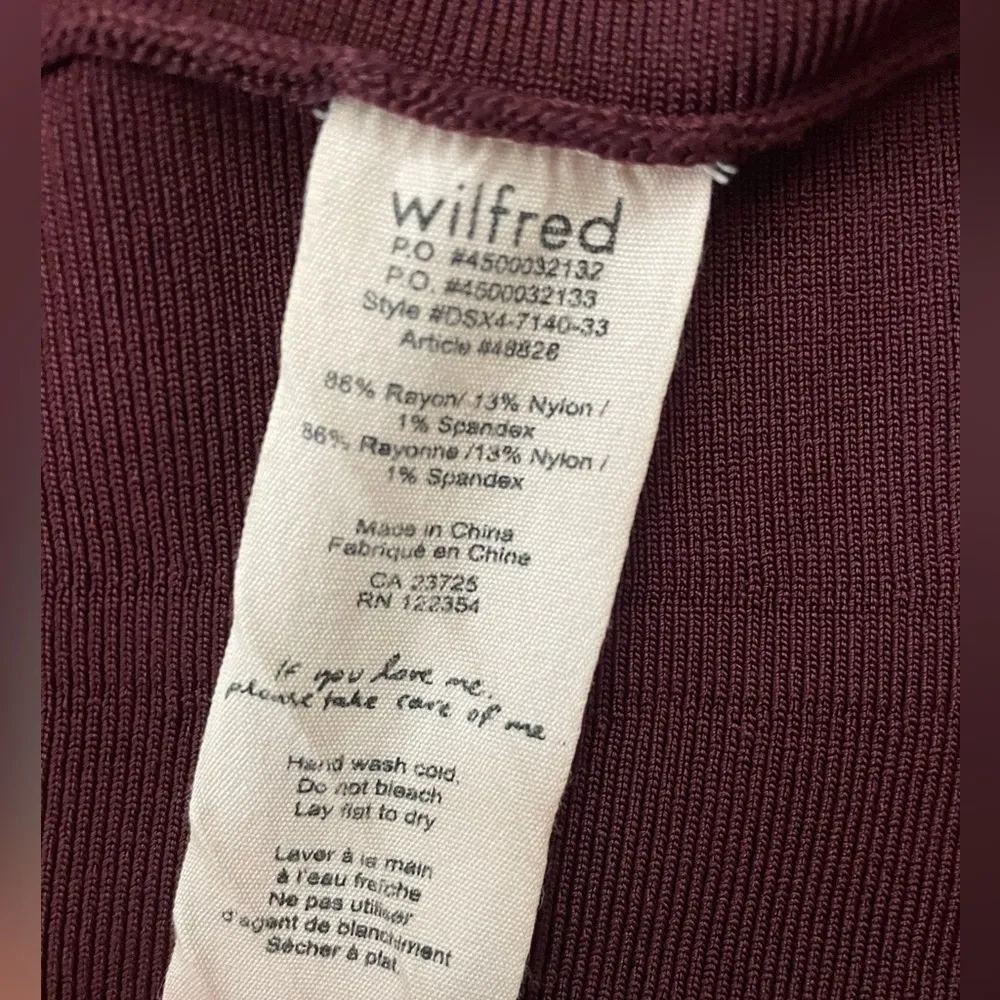 wilfred
P.O #4500032132
P.O. #4500032133
Style #DSX4-7140-33
Article #48828
86% Rayon/ 13% Nylon /
1% Spandex
86% Rayonne /13% Nylon /
1% Spandex
Made in China
Fabriqué en Chine
CA 23725
RN 122354
If you love me,
please take care of me.
Hand wash cold.
Do not bleach
Lay flat to dry
Laver à la main
à l'eau fraîche
Ne pas utiliser
d'agent de blanchiment
Sècher à plat